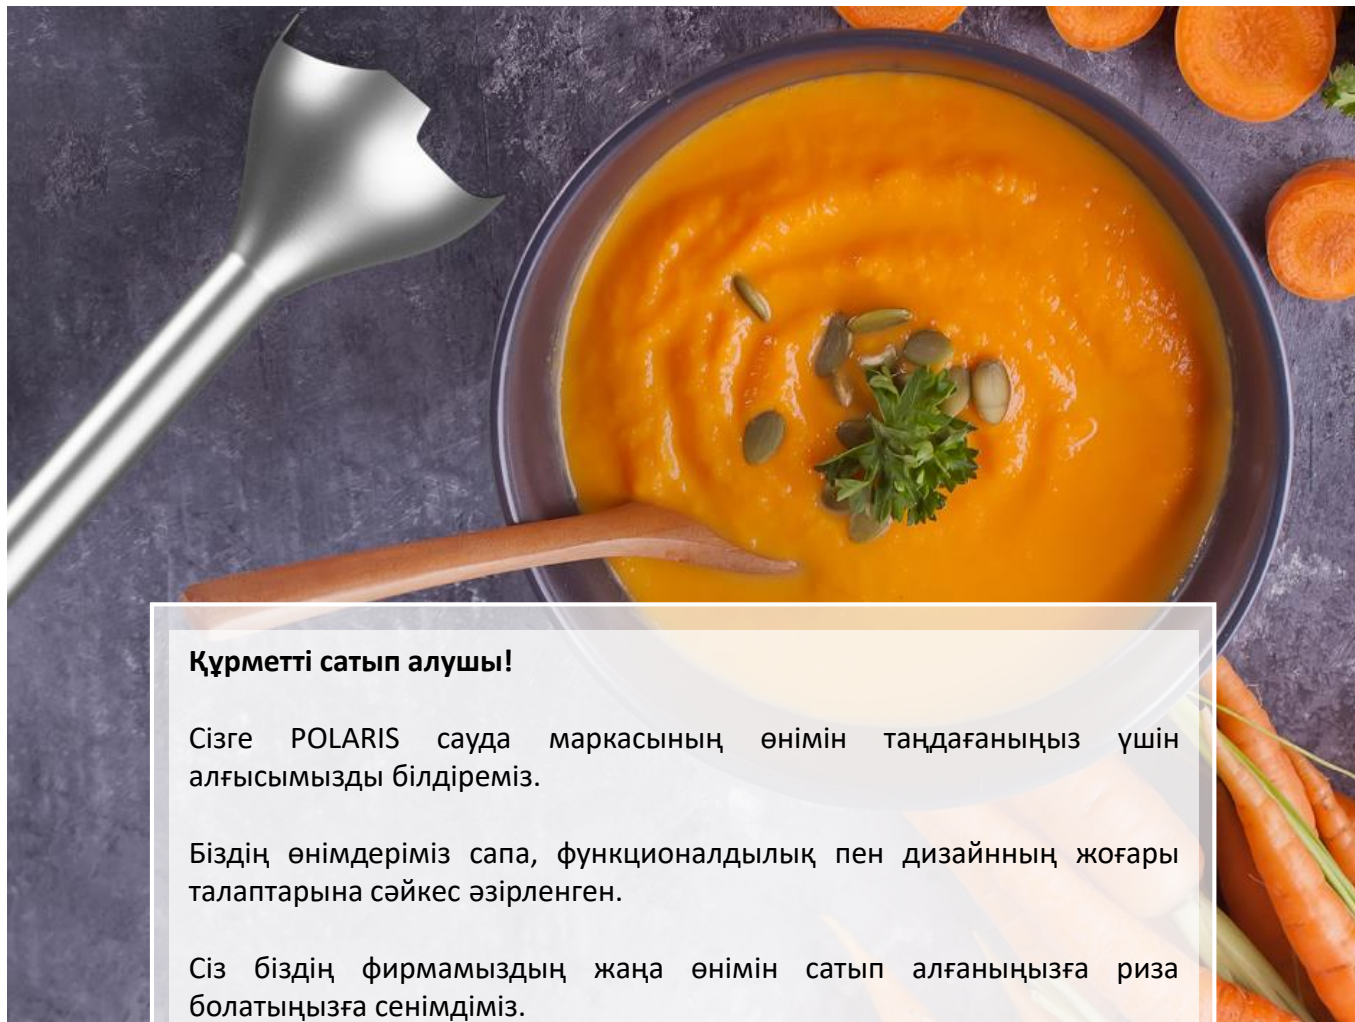 Құрметті сатып алушы!
Сізге POLARIS сауда маркасының өнімін таңдағаныңыз үшін
алғысымызды білдіреміз.
Біздің өнімдеріміз сапа, функционалдылық пен дизайнның жоғары
талаптарына сәйкес әзірленген.
Сіз біздің фирмамыздың жаңа өнімін сатып алғаныңызға риза
болатыңызға сенімдіміз.